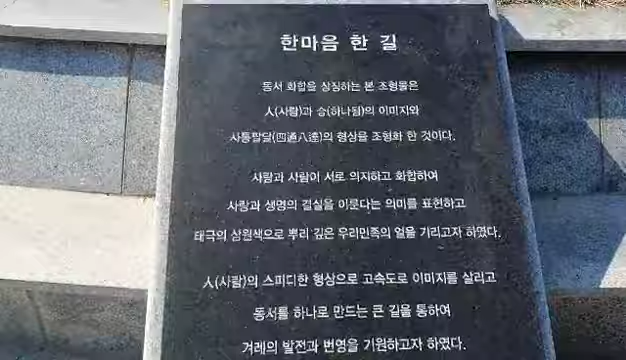 한마음 한 길
동서 화합을 상징하는 본 조형물은
人(사람)과 슴(하나됨)의 이미지와
사통팔달(四通八達)의 형상을 조형화 한 것이다.
사람과 사람이 서로 의지하고 화합하여
사랑과 생명의 결실을 이룬다는 의미를 표현하고
태극의 삼원색으로 뿌리 깊은 우리민족의 얼을 기리고자 하였다.
人(사람)의 스피디한 형상으로 고속도로 이미지를 살리고
동서를 하나로 만드는 큰 길을 통하여
겨레의 발전과 번영을 기원하고자 하였다.